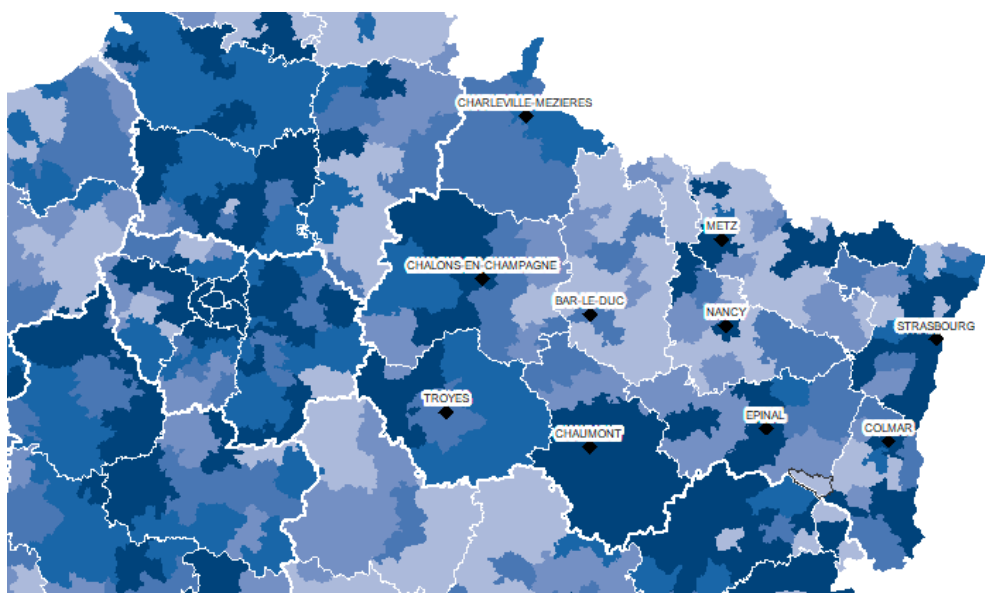 CHARLEVILLE-MEZIERES
METZ
CHALONS-EN-CHAMPAGNE
BAR-LE-DUC
NANCY
STRASBOURG
TROYES
EPINAL
CHAUMONT
COLMAR